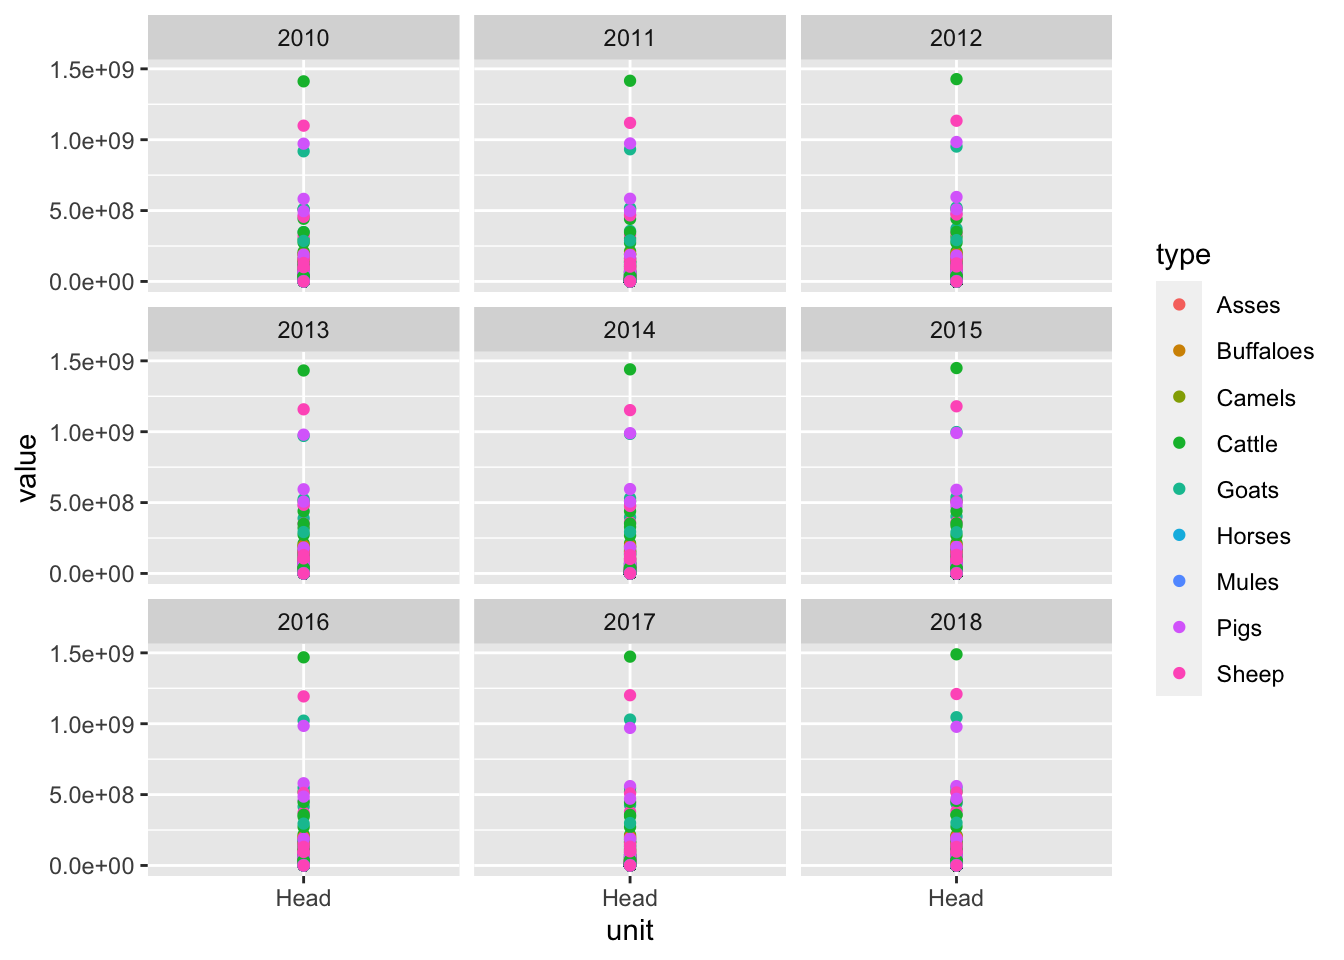 2010
2011
2012
1.5e+09
1.0e+09
5.0e+08
0.0e+00
2013
2014
2015
1.5e+09
1.0e+09
5.0e+08
0.0e+00
2016
2017
2018
1.5e+09
1.0e+09
5.0e+08
0.0e+00
Head
Head
Head
unit
value
type
Asses
Buffaloes
Camels
Cattle
Goats
Horses
Mules
Pigs
Sheep